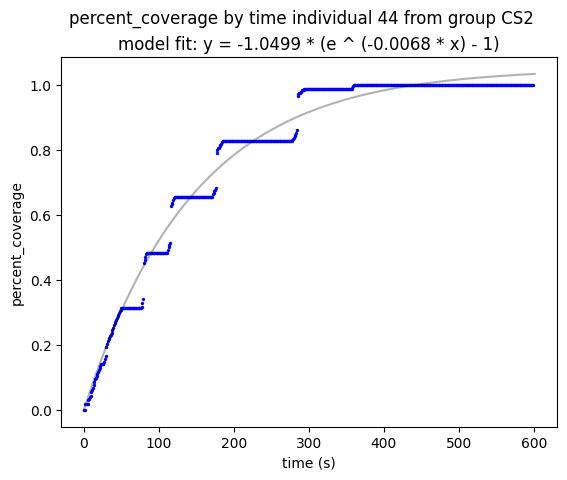 percent_coverage by time individual 44 from group CS2
model fit: y = -1.0499 * (e ^ (-0.0068 * x) - 1)
1.0
0.8
0.6
0.4
0.2
0.0
percent_coverage
0 100 200 300 400 500 600
time (s)